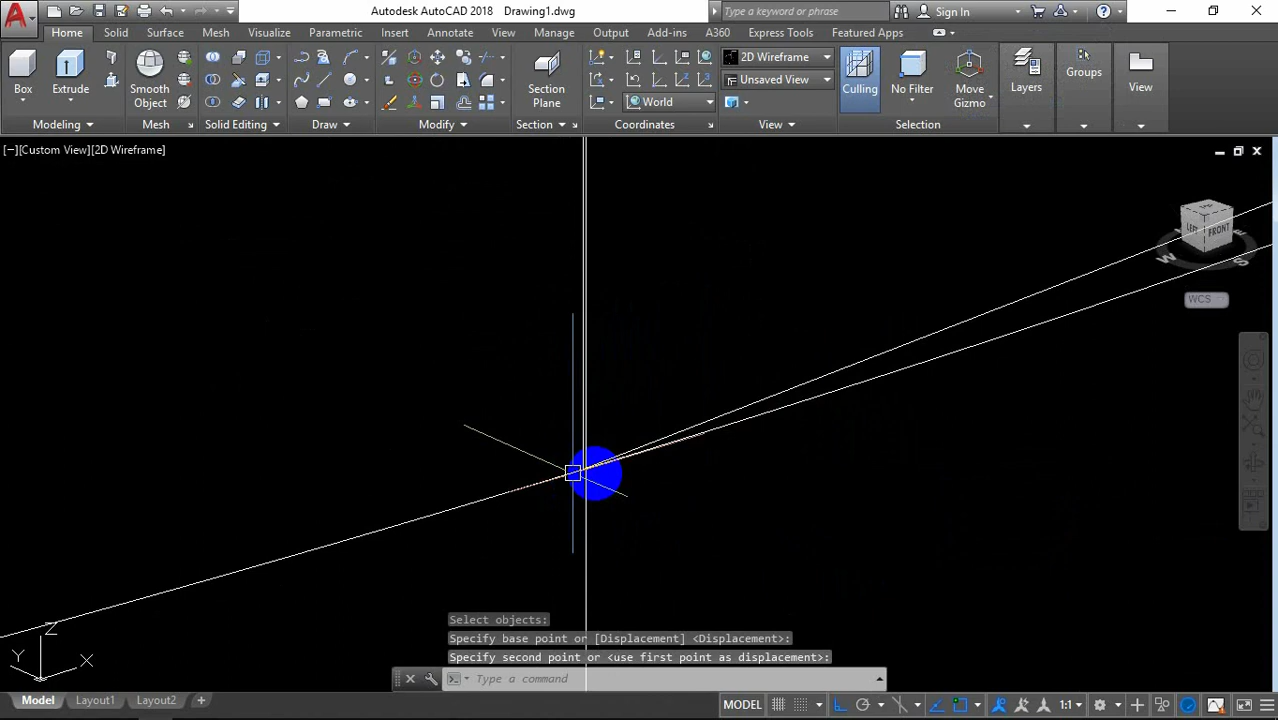 Autodesk AutoCAD 2018 Drawing1.dwg
Type a keyword or phrase
Sign In
Home Solid Surface Mesh Visualize Parametric Insert Annotate View Manage Output Add-ins A360 Express Tools Featured Apps
2D Wireframe
Unsaved View
World
Box
Extrude
Smooth
Object
Section
Plane
Culling
No Filter
Move
Gizmo
Layers
Groups
View
Modeling
Mesh
Solid Editing
Draw
Modify
Section
Coordinates
View
Selection
[−][Custom View][2D Wireframe]
TOP
LEFT
FRONT
W
S
WCS
Select objects:
Specify base point or [Displacement] <Displacement>:
Specify second point or <use first point as displacement>:
Type a command
Z
Y
X
Model Layout1 Layout2
MODEL
1:1